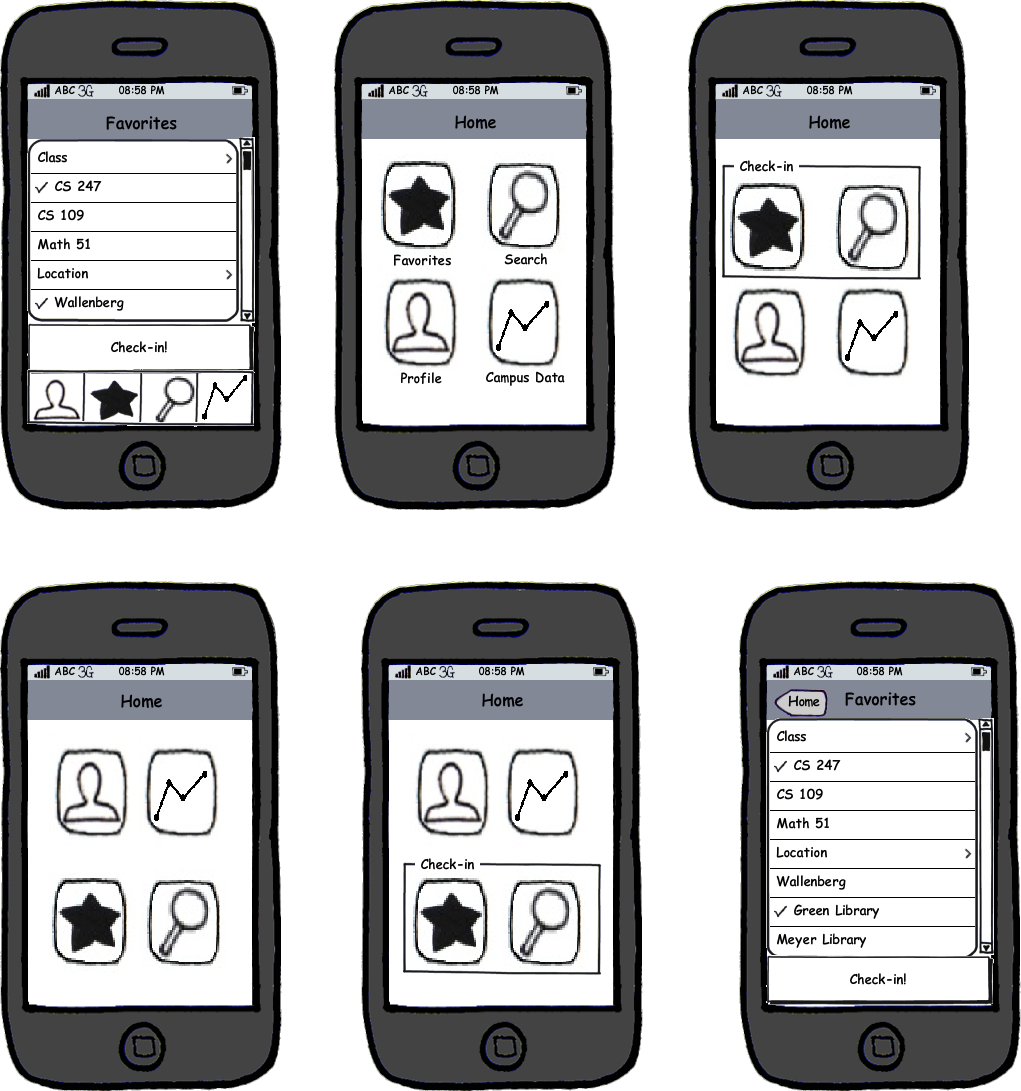 ABC 3G 08:58 PM
Favorites
Class
CS 247
CS 109
Math 51
Location
Wallenberg
Check-in!
ABC 3G 08:58 PM
Home
Favorites Search
Profile Campus Data
ABC 3G 08:58 PM
Home
Check-in
ABC 3G 08:58 PM
Home
ABC 3G 08:58 PM
Home
Check-in
ABC 3G 08:58 PM
Home Favorites
Class
CS 247
CS 109
Math 51
Location
Wallenberg
Green Library
Meyer Library
Check-in!